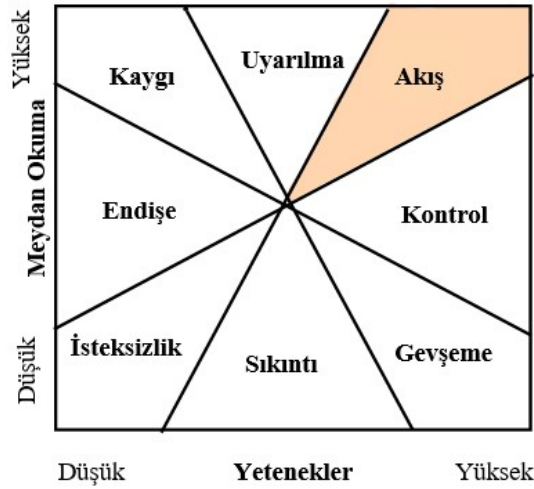 Yüksek
Meydan Okuma
Düşük
Kaygı
Uyarılma
Akış
Endişe
Kontrol
İsteksizlik
Sıkıntı
Gevşeme
Düşük
Yetenekler
Yüksek